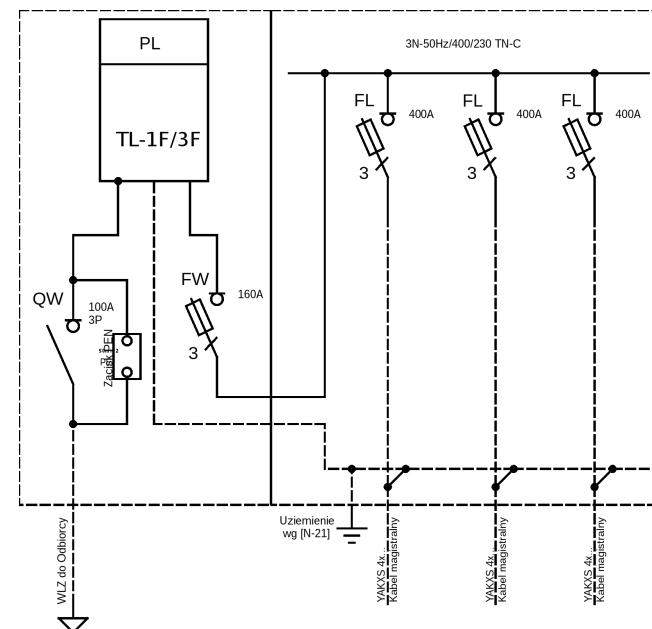 PL
3N-50Hz/400/230 TN-C
TL-1F/3F
FL
400A
3
FL
400A
3
FL
400A
3
FW
160A
3
QW
100A
3P
Zacisk PEN
Uziemienie
wg [N-21]
WLZ do Odbiorcy
YAKXS 4x...
Kabel magistralny
YAKXS 4x...
Kabel magistralny
YAKXS 4x...
Kabel magistralny